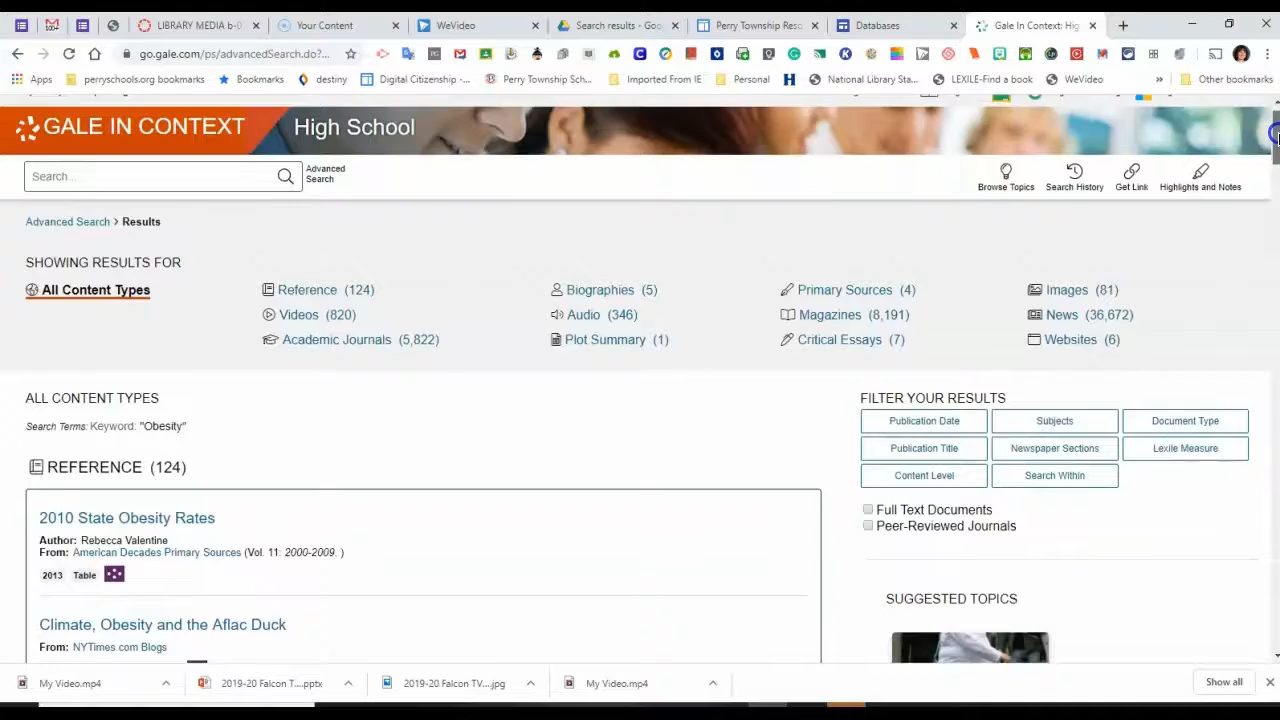 LIBRARY MEDIA b-0
Your Content
WeVideo
Search results - Goo
Perry Township Reso
Databases
Gale In Context: Hig
go.gale.com/ps/advancedSearch.do?...
Apps
perryschools.org bookmarks
Bookmarks
destiny
Digital Citizenship -...
Perry Township Sch...
Imported From IE
Personal
National Library Sta...
LEXILE-Find a book
WeVideo
Other bookmarks
GALE IN CONTEXT
High School
Search...
Advanced
Search
Browse Topics
Search History
Get Link
Highlights and Notes
Advanced Search > Results
SHOWING RESULTS FOR
All Content Types
Reference (124)
Biographies (5)
Primary Sources (4)
Images (81)
Videos (820)
Audio (346)
Magazines (8,191)
News (36,672)
Academic Journals (5,822)
Plot Summary (1)
Critical Essays (7)
Websites (6)
ALL CONTENT TYPES
Search Terms: Keyword: "Obesity"
FILTER YOUR RESULTS
Publication Date
Subjects
Document Type
Publication Title
Newspaper Sections
Lexile Measure
Content Level
Search Within
Full Text Documents
Peer-Reviewed Journals
REFERENCE (124)
2010 State Obesity Rates
Author: Rebecca Valentine
From: American Decades Primary Sources (Vol. 11: 2000-2009. )
2013 Table
Climate, Obesity and the Aflac Duck
From: NYTimes com Blogs
SUGGESTED TOPICS
My Video.mp4
2019-20 Falcon T....pptx
2019-20 Falcon TV....jpg
My Video.mp4
Show all